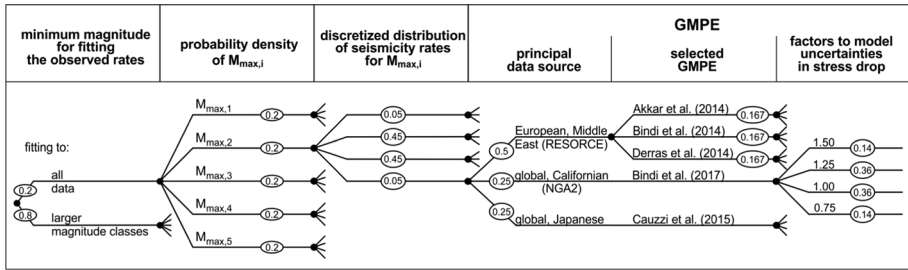 minimum magnitude
for fitting
the observed rates
probability density
of Mmax,i
discretized distribution
of seismicity rates
for Mmax,i
GMPE
principal
data source
selected
GMPE
factors to model
uncertainties
in stress drop
fitting to:
0.2
all
data
0.8
larger
magnitude classes
Mmax,1 0.2
Mmax,2 0.2
Mmax,3 0.2
Mmax,4 0.2
Mmax,5 0.2
0.05
0.45
0.45
0.05
0.5
European, Middle
East (RESORCE)
0.25
global, Californian
(NGA2)
0.25
global, Japanese
Akkar et al. (2014) 0.167
Bindi et al. (2014) 0.167
Derras et al. (2014) 0.167
Bindi et al. (2017)
Cauzzi et al. (2015)
1.50 0.14
1.25 0.36
1.00 0.36
0.75 0.14